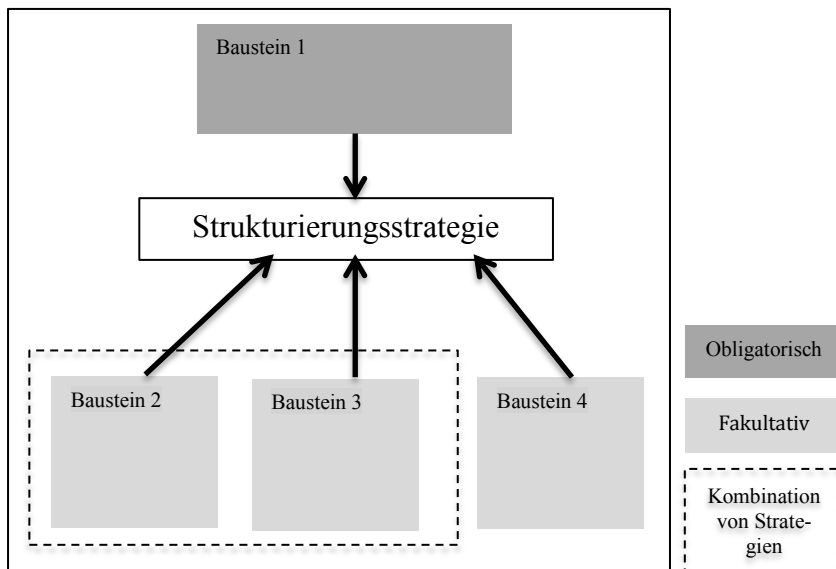 Baustein 1
Strukturierungsstrategie
Baustein 2
Baustein 3
Baustein 4
Obligatorisch
Fakultativ
Kombination
von Strate-
gien